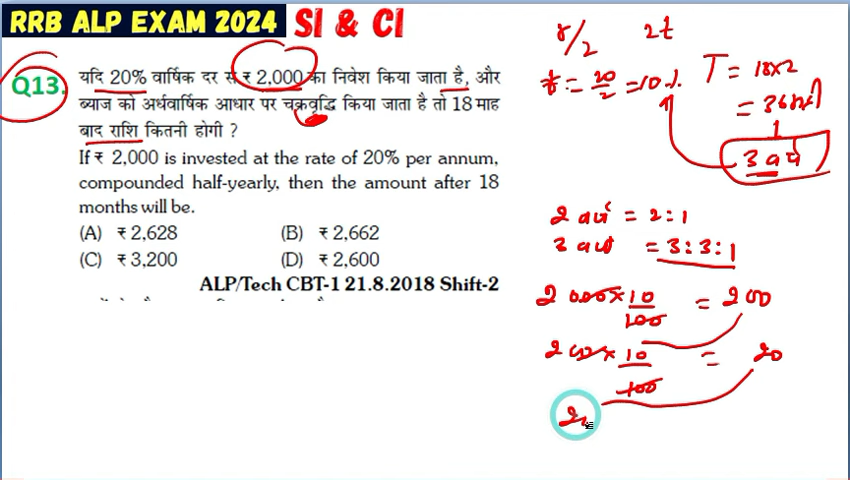 RRB ALP EXAM 2024 SI & CI
Q13. यदि 20% वार्षिक दर से ₹ 2,000 का निवेश किया जाता है, और
ब्याज को अर्धवार्षिक आधार पर चक्रवृद्धि किया जाता है तो 18 माह
बाद राशि कितनी होगी ?
If ₹ 2,000 is invested at the rate of 20% per annum,
compounded half-yearly, then the amount after 18
months will be.
(A) ₹ 2,628 (B) ₹ 2,662
(C) ₹ 3,200 (D) ₹ 2,600
ALP/Tech CBT-1 21.8.2018 Shift-2
r/2 2t
r = 20/2 = 10%
T = 18×2
= 36
3 वर्ष
2 वर्ष = 2:1
3 वर्ष = 3:3:1
2000 × 10/100 = 200
200 × 10/100 = 20